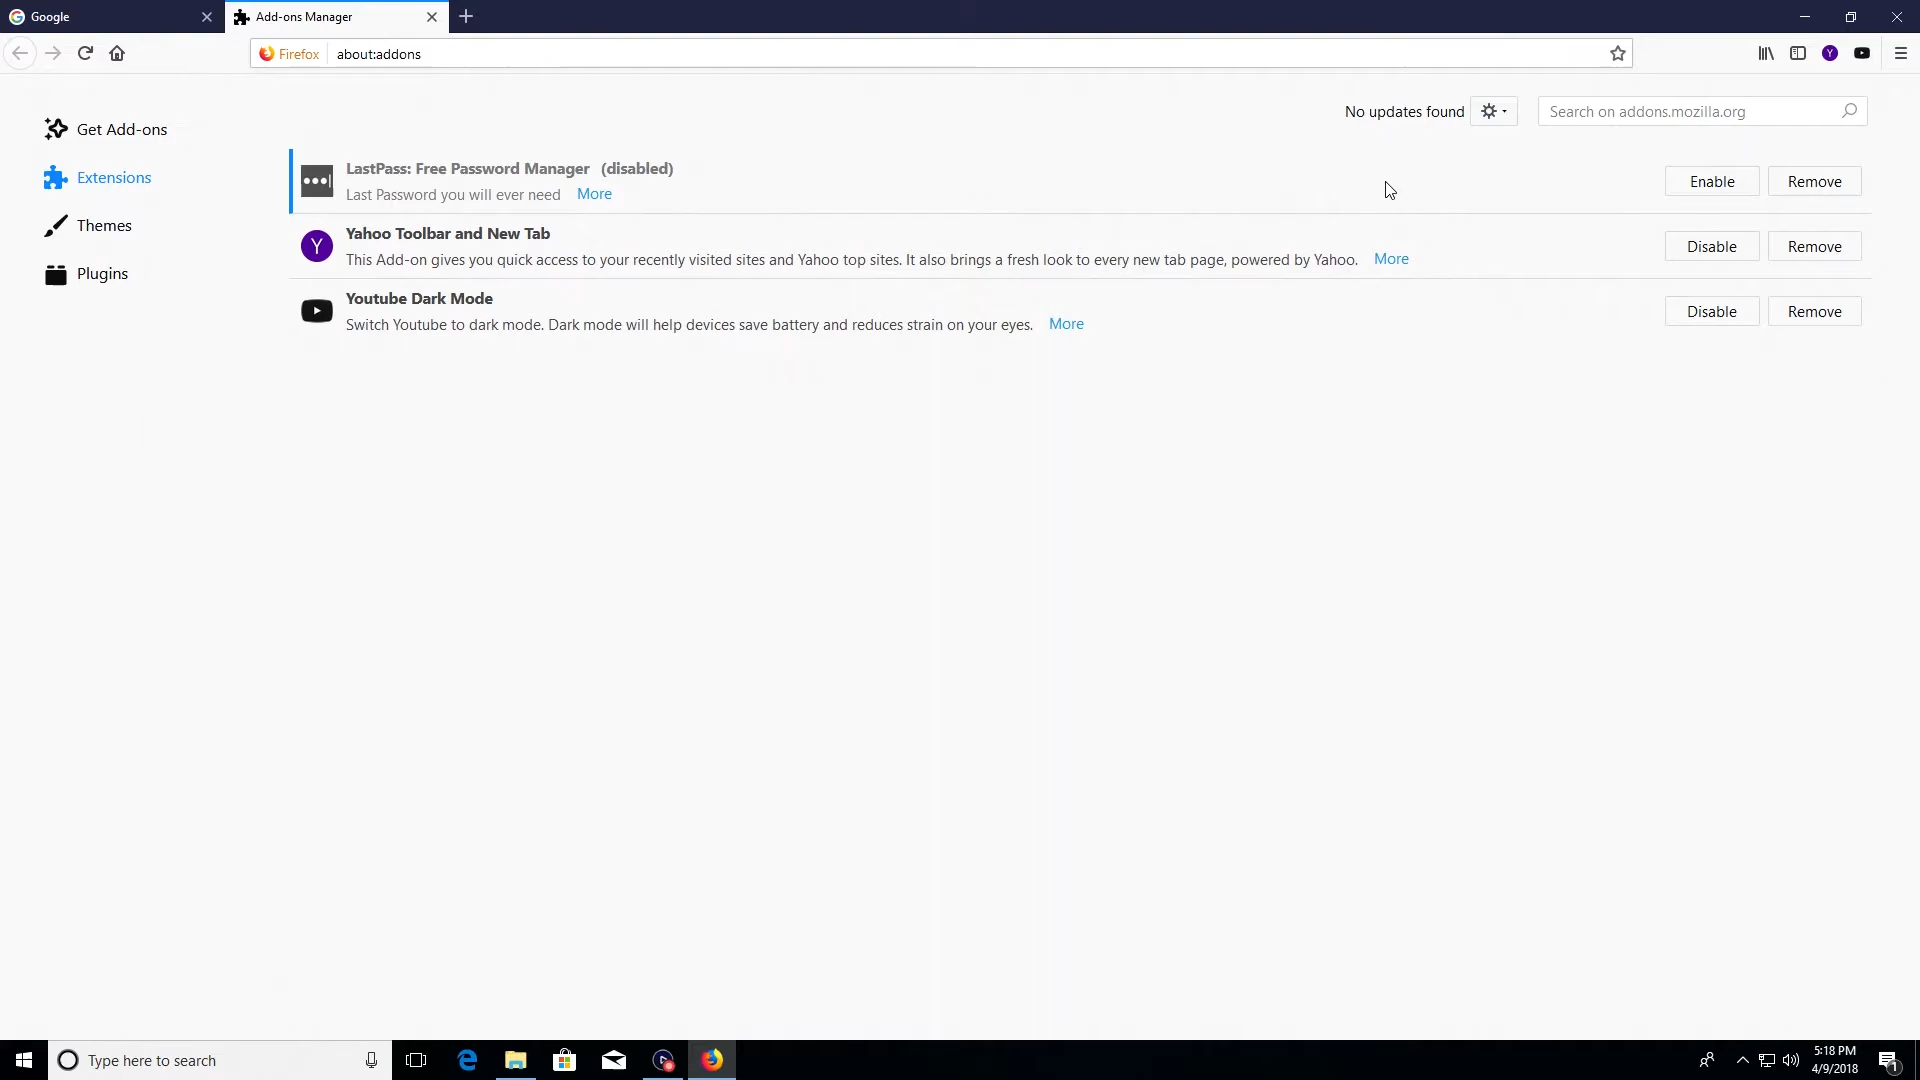 Google
Add-ons Manager
Firefox
about:addons
Get Add-ons
Extensions
Themes
Plugins
No updates found
Search on addons.mozilla.org
LastPass: Free Password Manager (disabled)
Last Password you will ever need More
Enable
Remove
Y
Yahoo Toolbar and New Tab
This Add-on gives you quick access to your recently visited sites and Yahoo top sites. It also brings a fresh look to every new tab page, powered by Yahoo. More
Disable
Remove
Youtube Dark Mode
Switch Youtube to dark mode. Dark mode will help devices save battery and reduces strain on your eyes. More
Disable
Remove
Type here to search
5:18 PM
4/9/2018
1